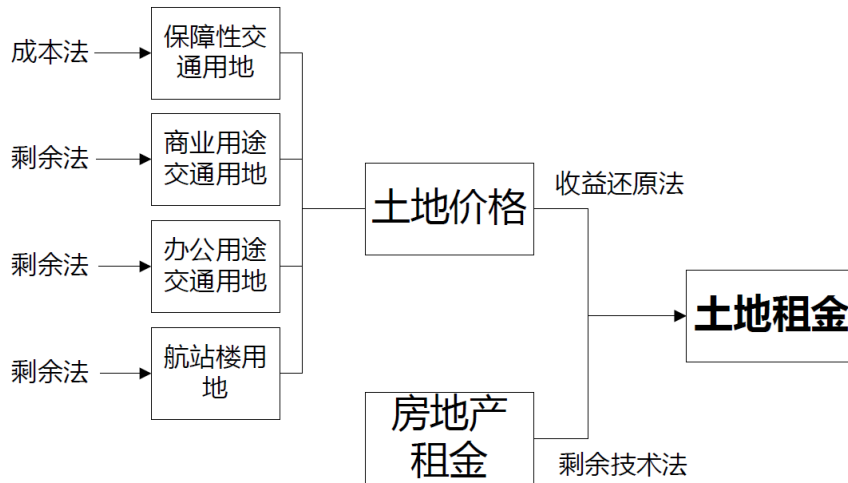 成本法
保障性交
通用地
剩余法
商业用途
交通用地
剩余法
办公用途
交通用地
剩余法
航站楼用
地
土地价格
收益还原法
房地产
租金
剩余技术法
土地租金